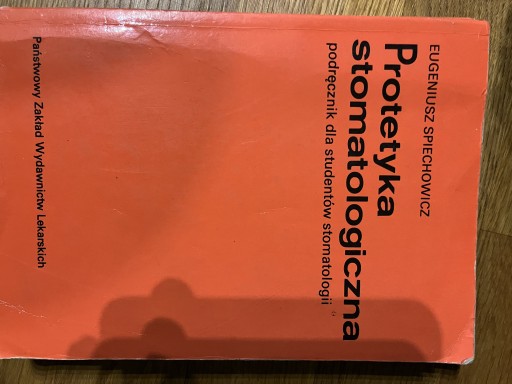 EUGENIUSZ SPIECHOWICZ
Protetyka
stomatologiczna
podręcznik dla studentów stomatologii
Państwowy Zakład Wydawnictw Lekarskich